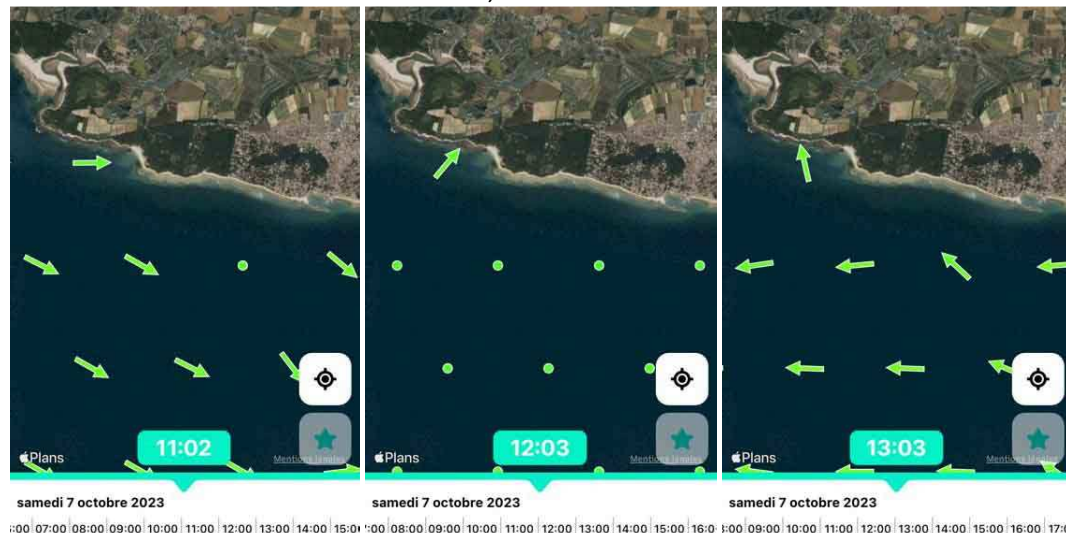 11:02
Plans
Mentions légales
samedi 7 octobre 2023
07:00 08:00 09:00 10:00 11:00 12:00 13:00 14:00
12:03
Plans
Mentions légales
samedi 7 octobre 2023
08:00 09:00 10:00 11:00 12:00 13:00 14:00 15:00
13:03
Plans
Mentions légales
samedi 7 octobre 2023
09:00 10:00 11:00 12:00 13:00 14:00 15:00 16:00